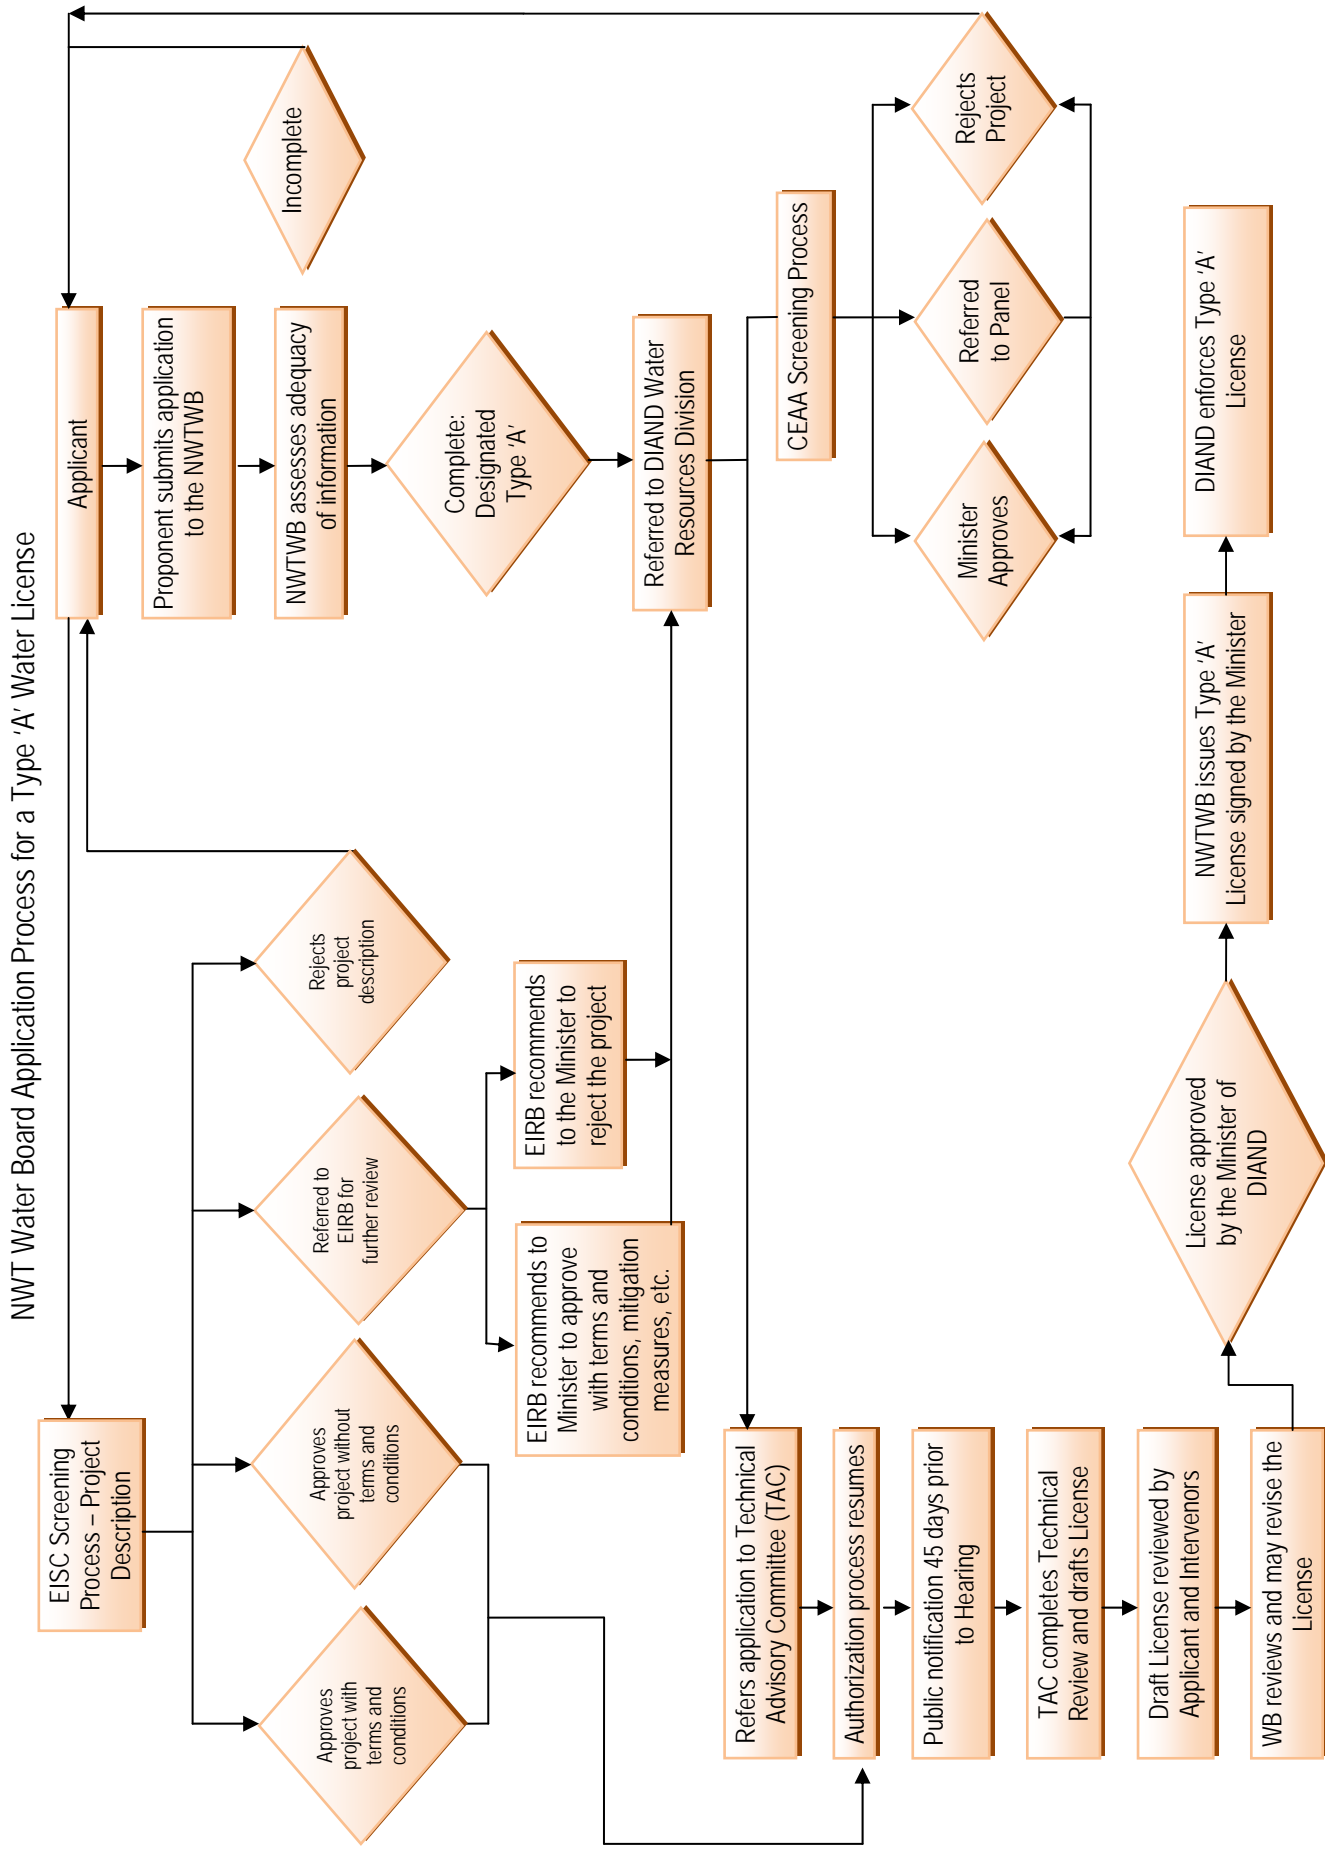 NWT Water Board Application Process for a Type ‘A’ Water License
EISC Screening
Process – Project
Description
Applicant
Approves
project with
terms and
conditions
Approves
project without
terms and
conditions
Referred to
EIRB for
further review
Rejects
project
description
Proponent submits application
to the NWTWB
NWTWB assesses adequacy
of information
Incomplete
Complete:
Designated
Type ‘A’
EIRB recommends to
Minister to approve
with terms and
conditions, mitigation
measures, etc.
EIRB recommends
to the Minister to
reject the project
Referred to DIAND Water
Resources Division
Refers application to Technical
Advisory Committee (TAC)
CEAA Screening Process
Authorization process resumes
Minister
Approves
Referred
to Panel
Rejects
Project
Public notification 45 days prior
to Hearing
TAC completes Technical
Review and drafts License
Draft License reviewed by
Applicant and Intervenors
WB reviews and may revise the
License
License approved
by the Minister of
DIAND
NWTWB issues Type ‘A’
License signed by the Minister
DIAND enforces Type ‘A’
License